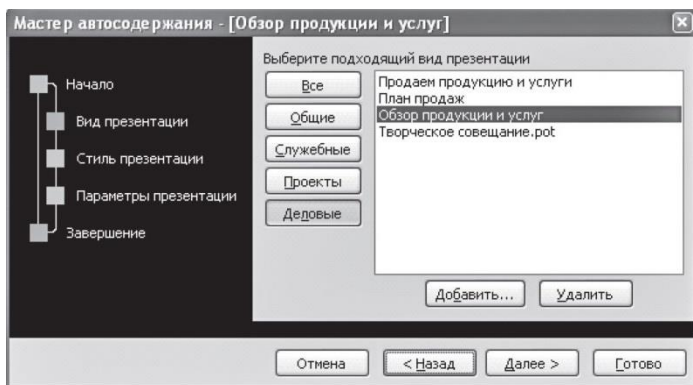 Мастер автосодержания - [Обзор продукции и услуг]
Начало
Вид презентации
Стиль презентации
Параметры презентации
Завершение
Выберите подходящий вид презентации
Все
Общие
Служебные
Проекты
Деловые
Продаем продукцию и услуги
План продаж
Обзор продукции и услуг
Творческое совещание.pot
Добавить...
Удалить
Отмена
< Назад
Далее >
Готово